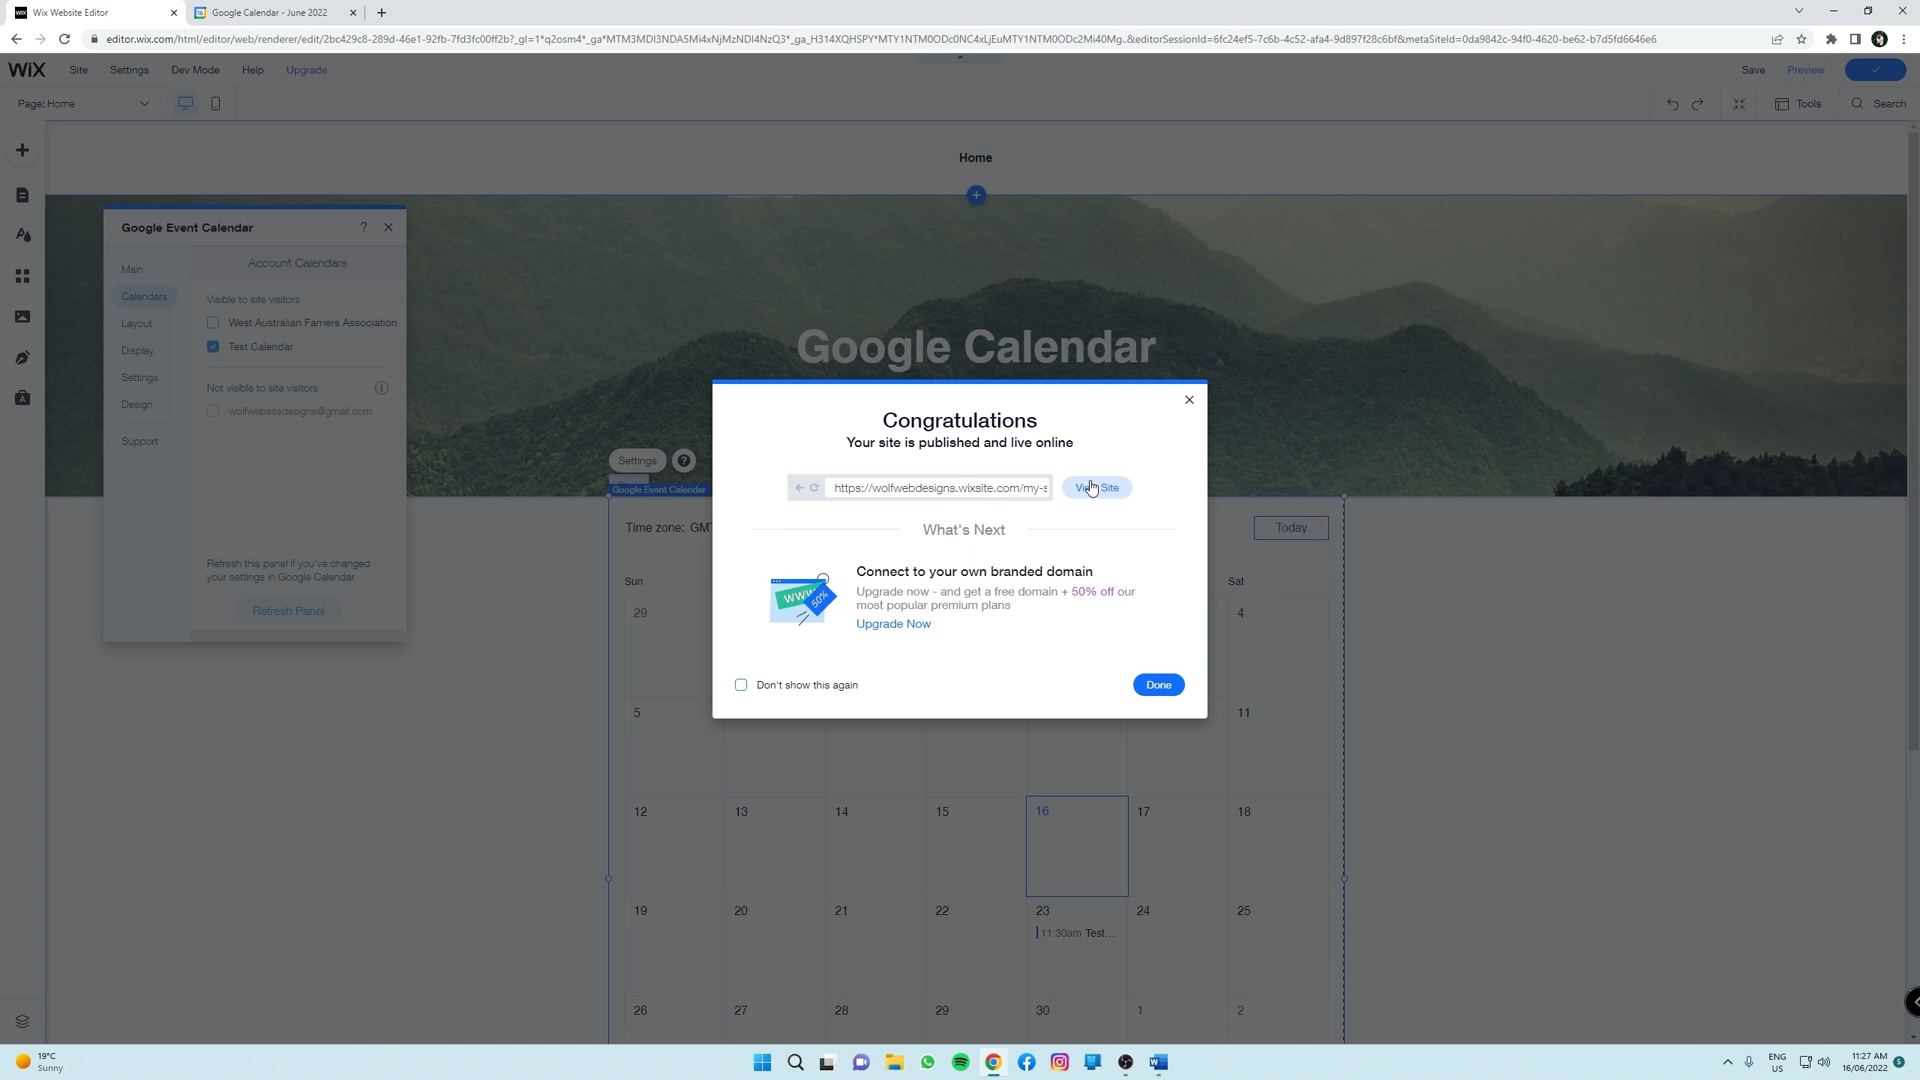 Wix Website Editor
Google Calendar - June 2022
editor.wix.com/html/editor/web/renderer/edit/2bc429c8-289d-46e1-92fb-7fd3fc00ff2b?_gl=1*q2osm4*_ga*MTM3MDI3NDA5Mi4xNjMzNDI4NzQ3*_ga_H314XQHSPY*MTY1NTM0ODc0NC4xLjEuMTY1NTM0ODc2Mi40Mg..&editorSessionId=6fc24ef5-7c6b-4c52-afa4-9d897f28c6bf&metaSiteId=0da9842c-94f0-4620-be62-b7d5fd6646e6
WiX Site Settings Dev Mode Help Upgrade Save Preview
Page: Home Tools Search
Home
Google Event Calendar ?
Main
Calendars
Layout
Display
Settings
Design
Support
Account Calendars
Visible to site visitors
West Australian Farriers Association
Test Calendar
Not visible to site visitors
wolfwebsitedesigns@gmail.com
Refresh this panel if you've changed
your settings in Google Calendar.
Refresh Panel
Google Calendar
Settings ?
Google Event Calendar
Congratulations
Your site is published and live online
https://wolfwebdesigns.wixsite.com/my-s
Site
What's Next
WWW
50%
Connect to your own branded domain
Upgrade now - and get a free domain + 50% off our
most popular premium plans
Upgrade Now
Don't show this again
Done
Time zone: GMT
Today
Sun Sat
29 4
5 11
12 13 14 15 16 17 18
19 20 21 22 23 24 25
11:30am Test...
26 27 28 29 30 1 2
19°C
Sunny
ENG
US
11:27 AM
16/06/2022
5